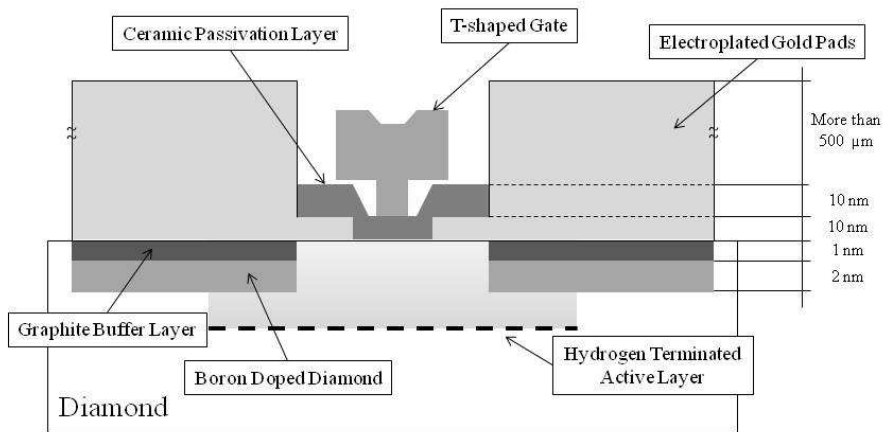 Ceramic Passivation Layer
T-shaped Gate
Electroplated Gold Pads
More than
500 µm
10 nm
10 nm
1 nm
2 nm
Graphite Buffer Layer
Boron Doped Diamond
Hydrogen Terminated
Active Layer
Diamond